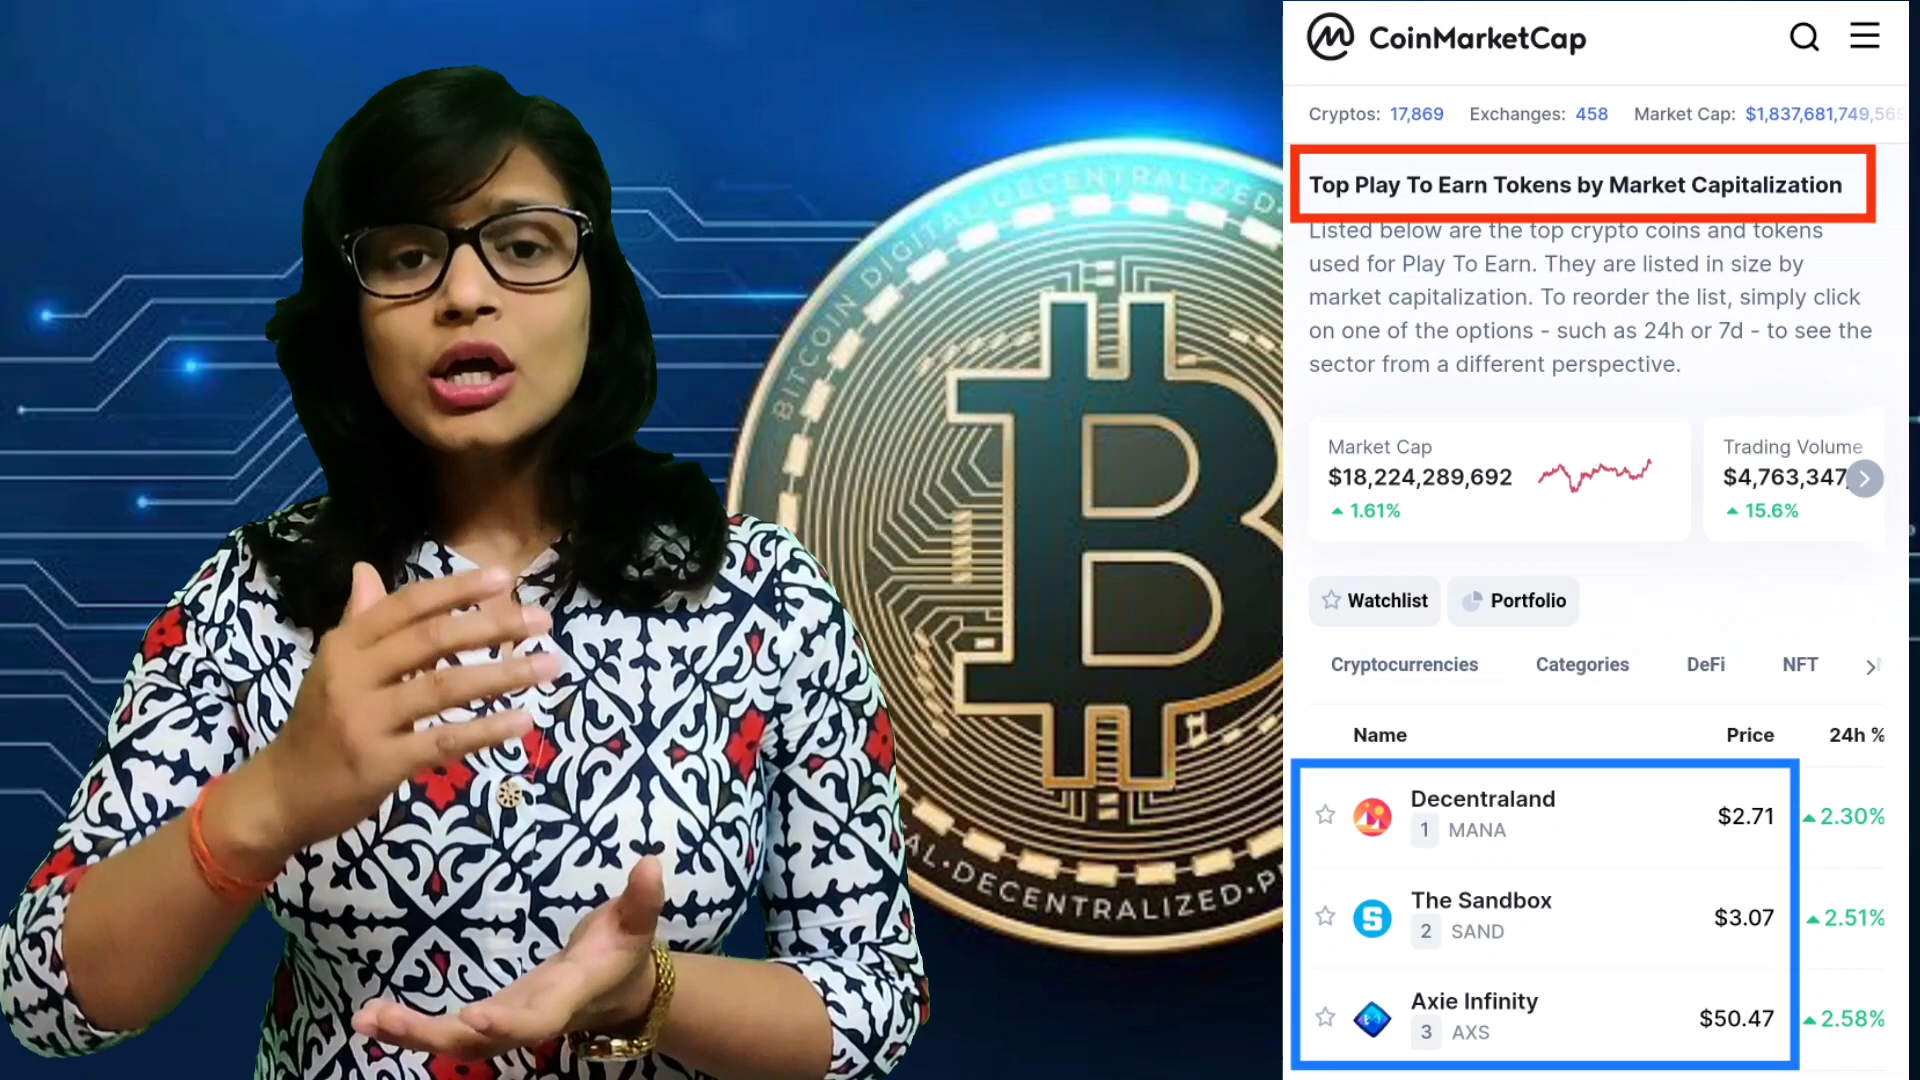 CoinMarketCap
Cryptos: 17,869 Exchanges: 458 Market Cap: $1,837,681,749,569
Top Play To Earn Tokens by Market Capitalization
Listed below are the top crypto coins and tokens
used for Play To Earn. They are listed in size by
market capitalization. To reorder the list, simply click
on one of the options - such as 24h or 7d - to see the
sector from a different perspective.
Market Cap Trading Volume
$18,224,289,692 $4,763,347,
1.61% 15.6%
Watchlist Portfolio
Cryptocurrencies Categories DeFi NFT
Name Price 24h %
Decentraland
1 MANA $2.71 2.30%
The Sandbox
2 SAND $3.07 2.51%
Axie Infinity
3 AXS $50.47 2.58%
BITCOIN DIGITAL•DECENTRALIZED•
B
AL•DECENTRALIZED•P